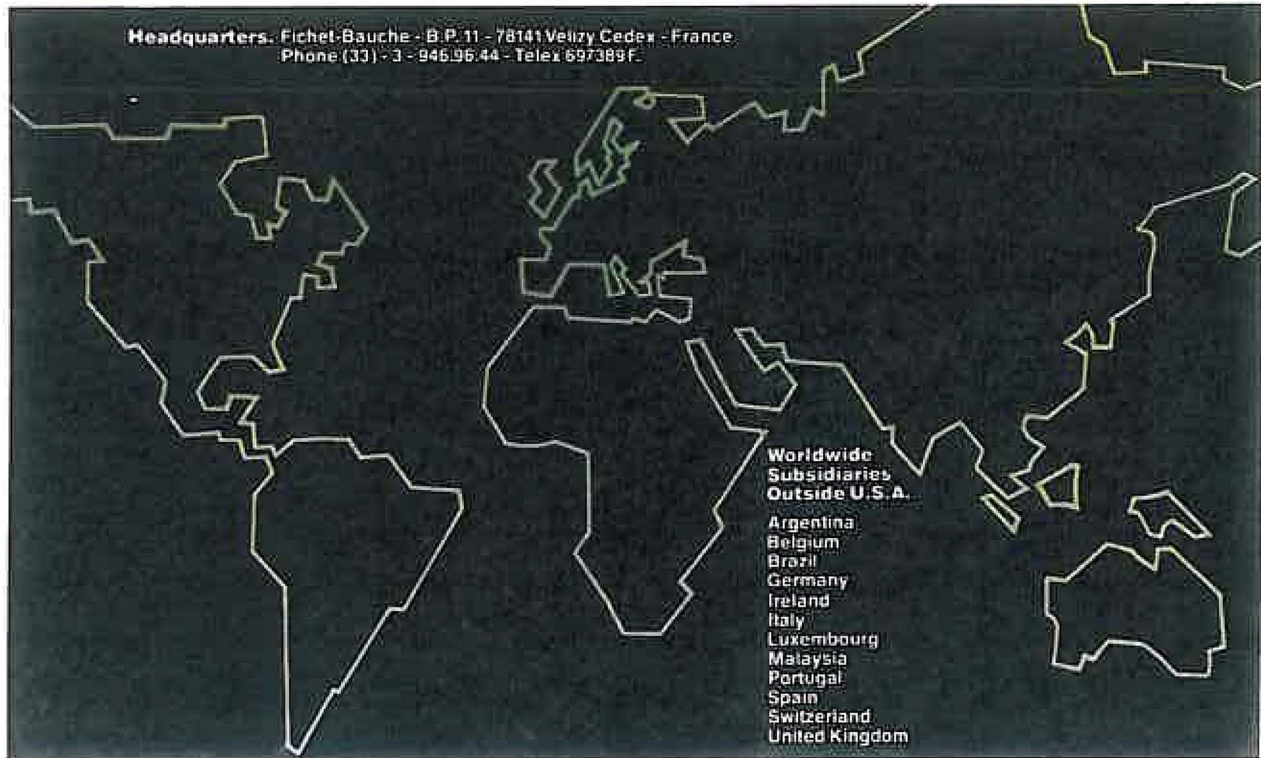 Headquarters. Fichet-Bauche - B.P. 11 - 78141 Velizy Cedex - France
Phone (33) - 3 - 946.96.44 - Telex 697389F.
Worldwide
Subsidiaries
Outside U.S.A.
Argentina
Belgium
Brazil
Germany
Ireland
Italy
Luxembourg
Malaysia
Portugal
Spain
Switzerland
United Kingdom